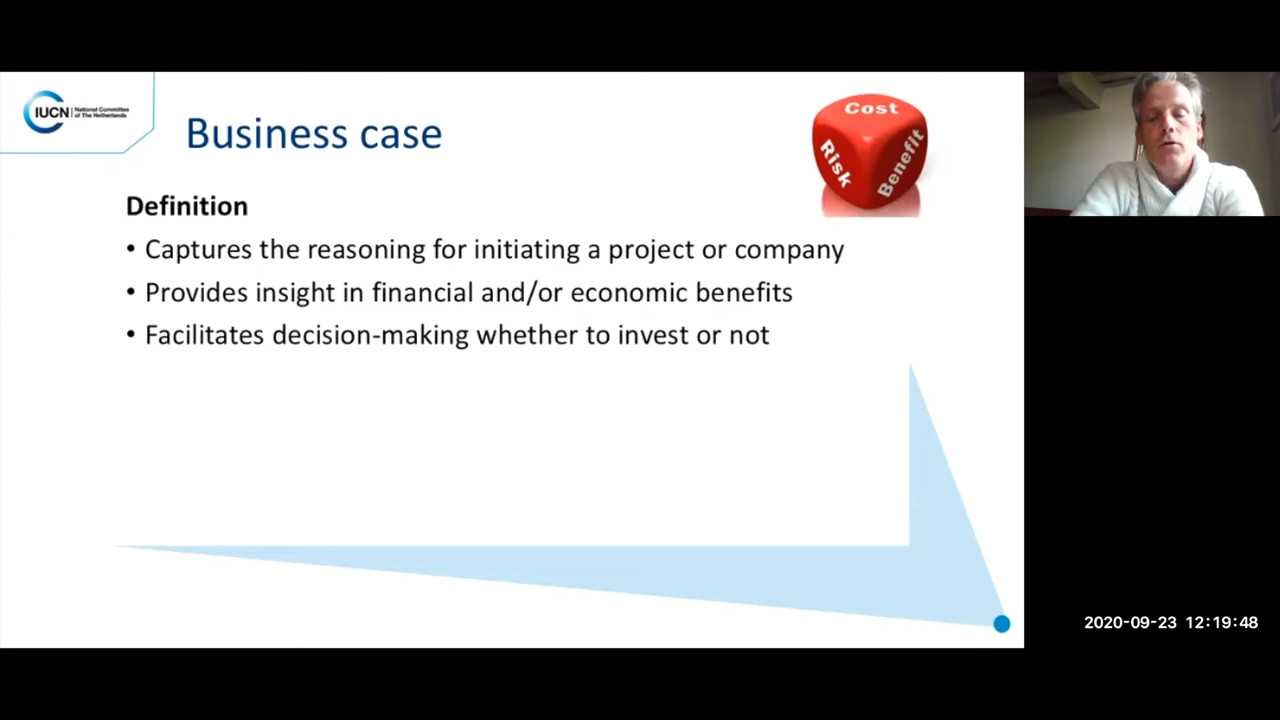 IUCN
National Committee
of The Netherlands
Business case
Cost
Risk
Benefit
Definition
• Captures the reasoning for initiating a project or company
• Provides insight in financial and/or economic benefits
• Facilitates decision-making whether to invest or not
2020-09-23 12:19:48